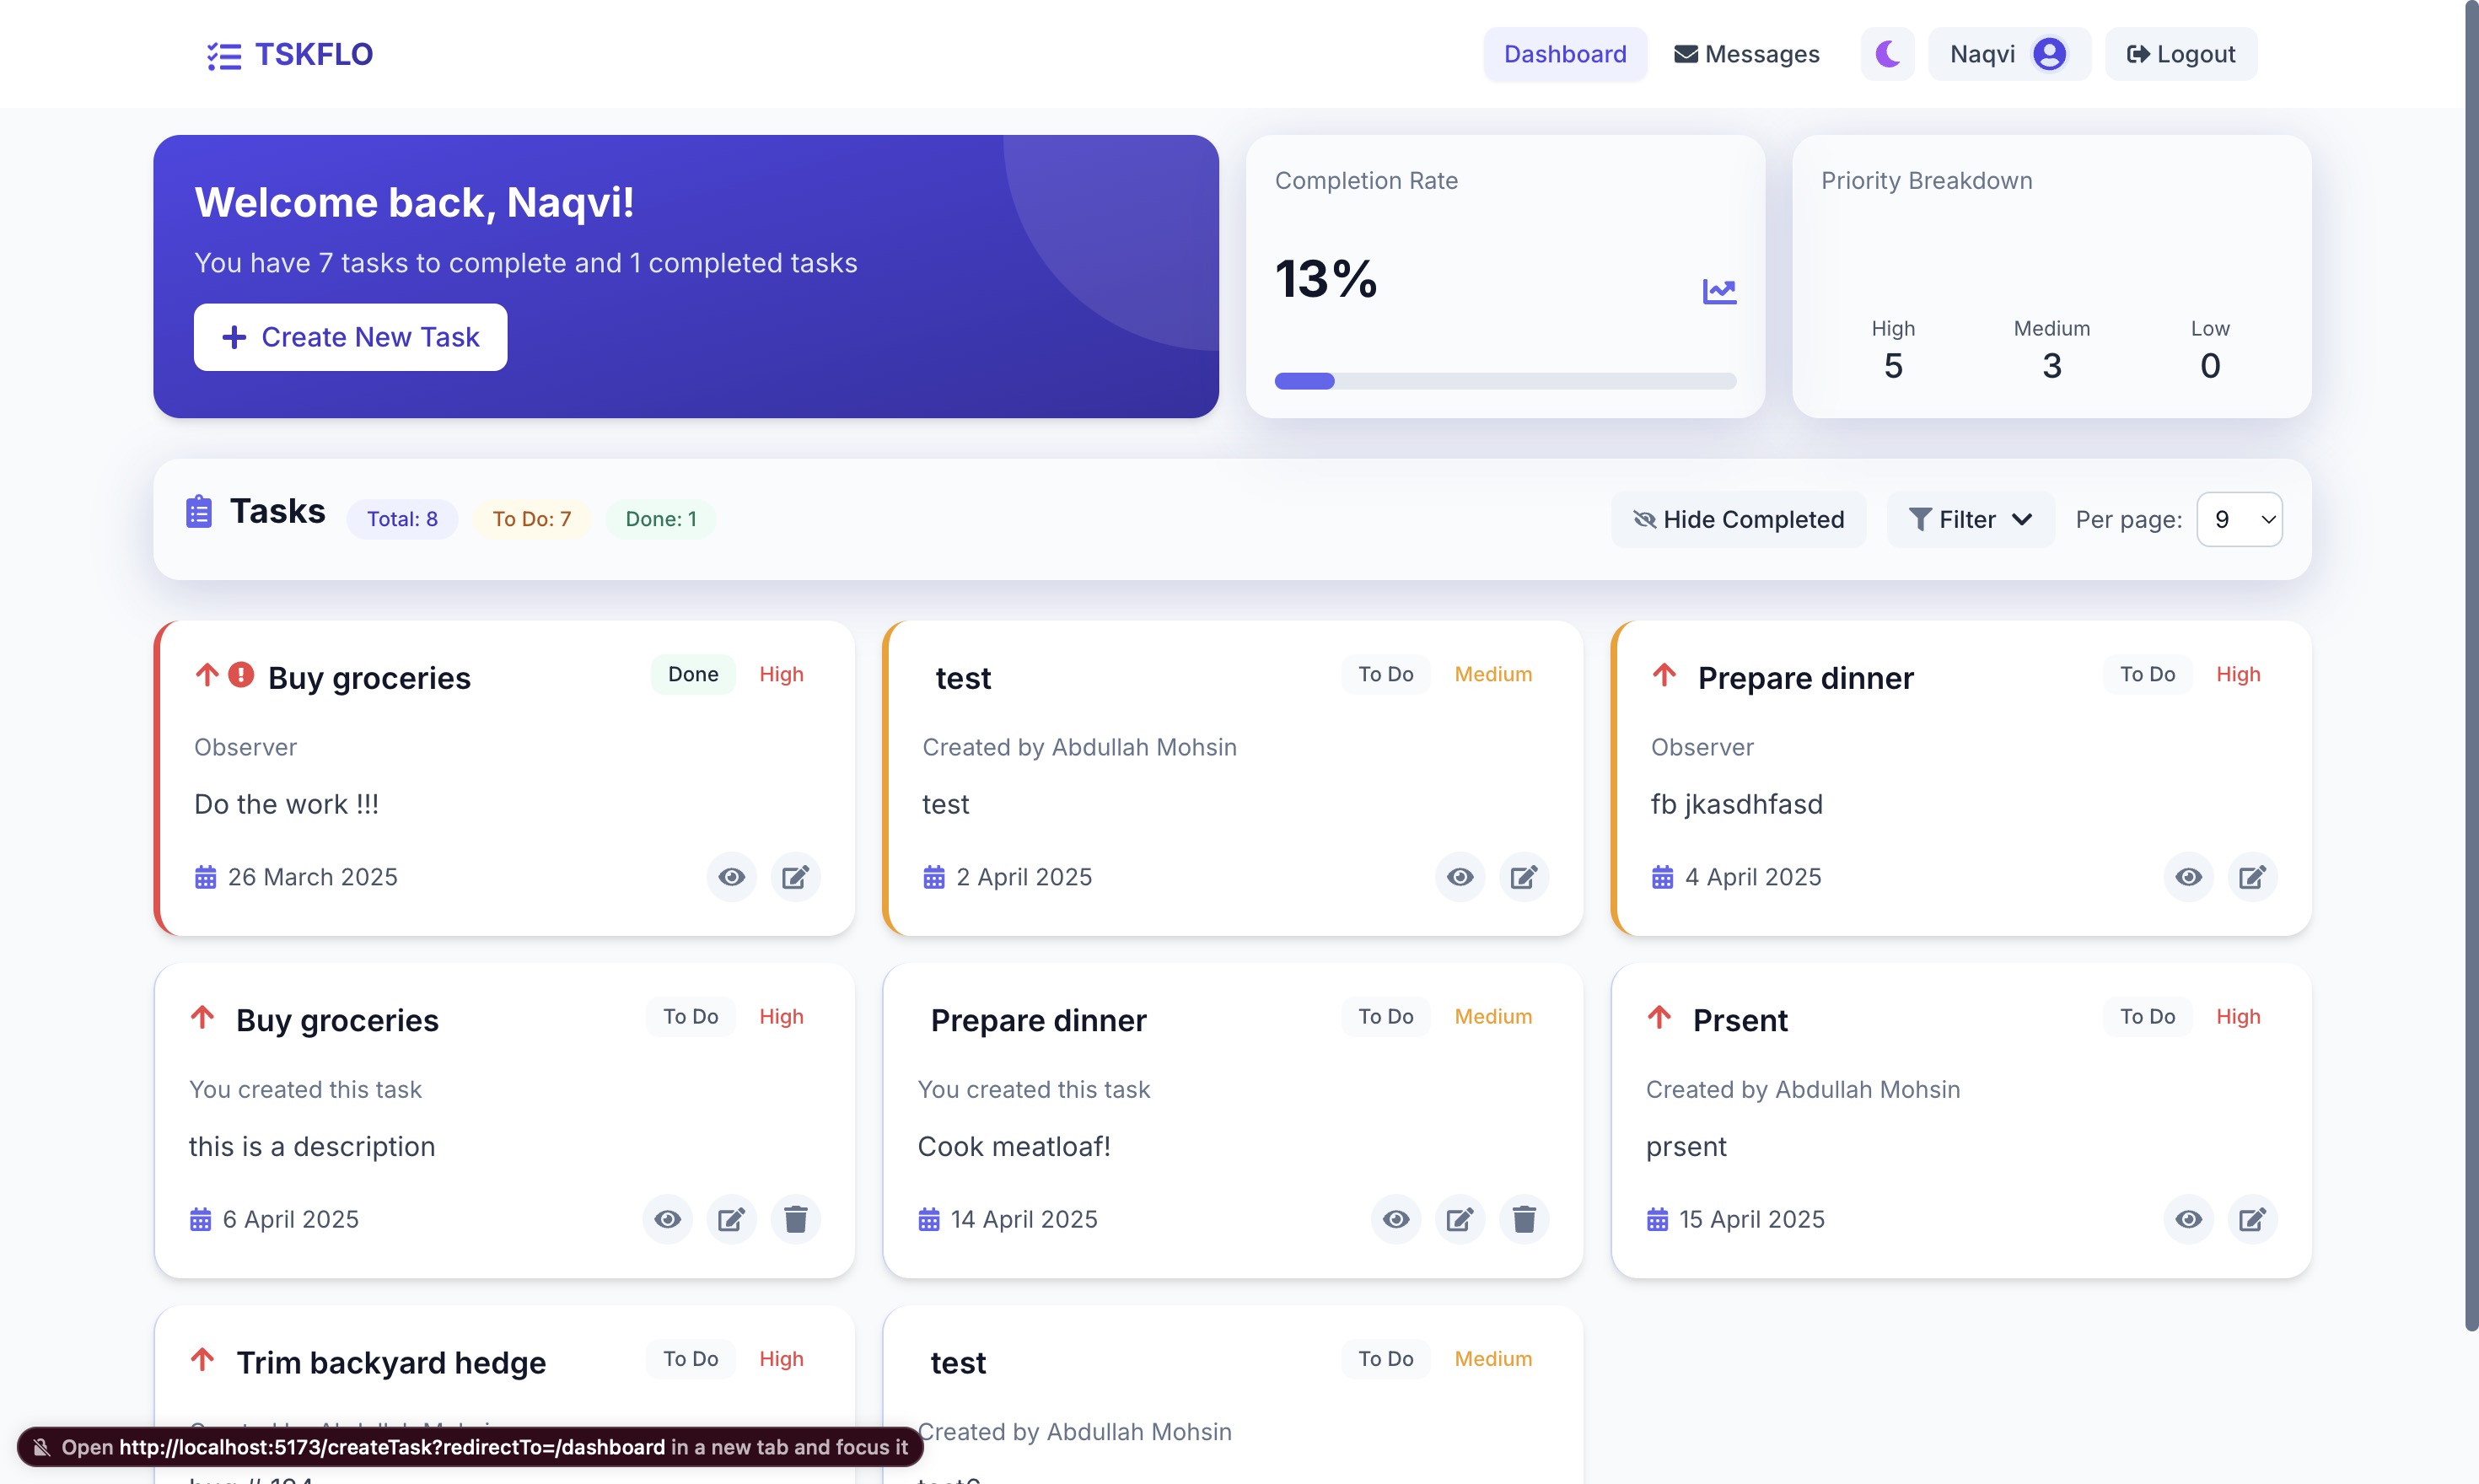 TSKFLO
Dashboard
Messages
Naqvi
Logout
Welcome back, Naqvi!
You have 7 tasks to complete and 1 completed tasks
Create New Task
Completion Rate
13%
Priority Breakdown
High
5
Medium
3
Low
0
Tasks
Total: 8
To Do: 7
Done: 1
Hide Completed
Filter
Per page:
9
Buy groceries
Done
High
Observer
Do the work !!!
26 March 2025
test
To Do
Medium
Created by Abdullah Mohsin
test
2 April 2025
Prepare dinner
To Do
High
Observer
fb jkasdhfasd
4 April 2025
Buy groceries
To Do
High
You created this task
this is a description
6 April 2025
Prepare dinner
To Do
Medium
You created this task
Cook meatloaf!
14 April 2025
Prsent
To Do
High
Created by Abdullah Mohsin
prsent
15 April 2025
Trim backyard hedge
To Do
High
test
To Do
Medium
Created by Abdullah Mohsin
Open http://localhost:5173/createTask?redirectTo=/dashboard in a new tab and focus it